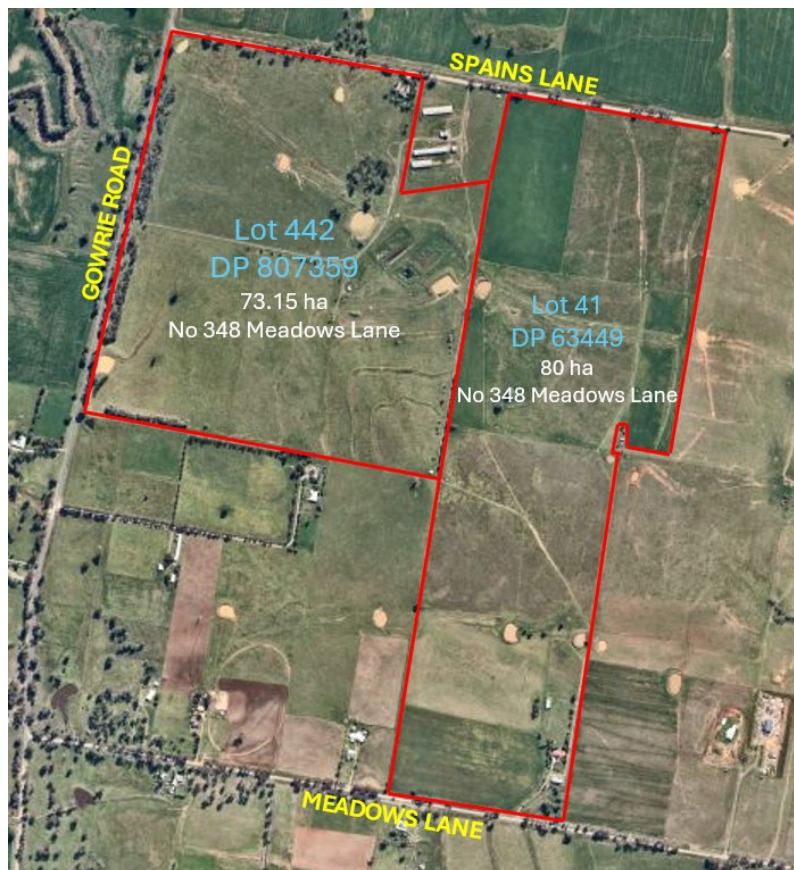 SPAINS LANE
GOWRIE ROAD
Lot 442
DP 807359
73.15 ha
No 348 Meadows Lane
Lot 41
DP 63449
80 ha
No 348 Meadows Lane
MEADOWS LANE